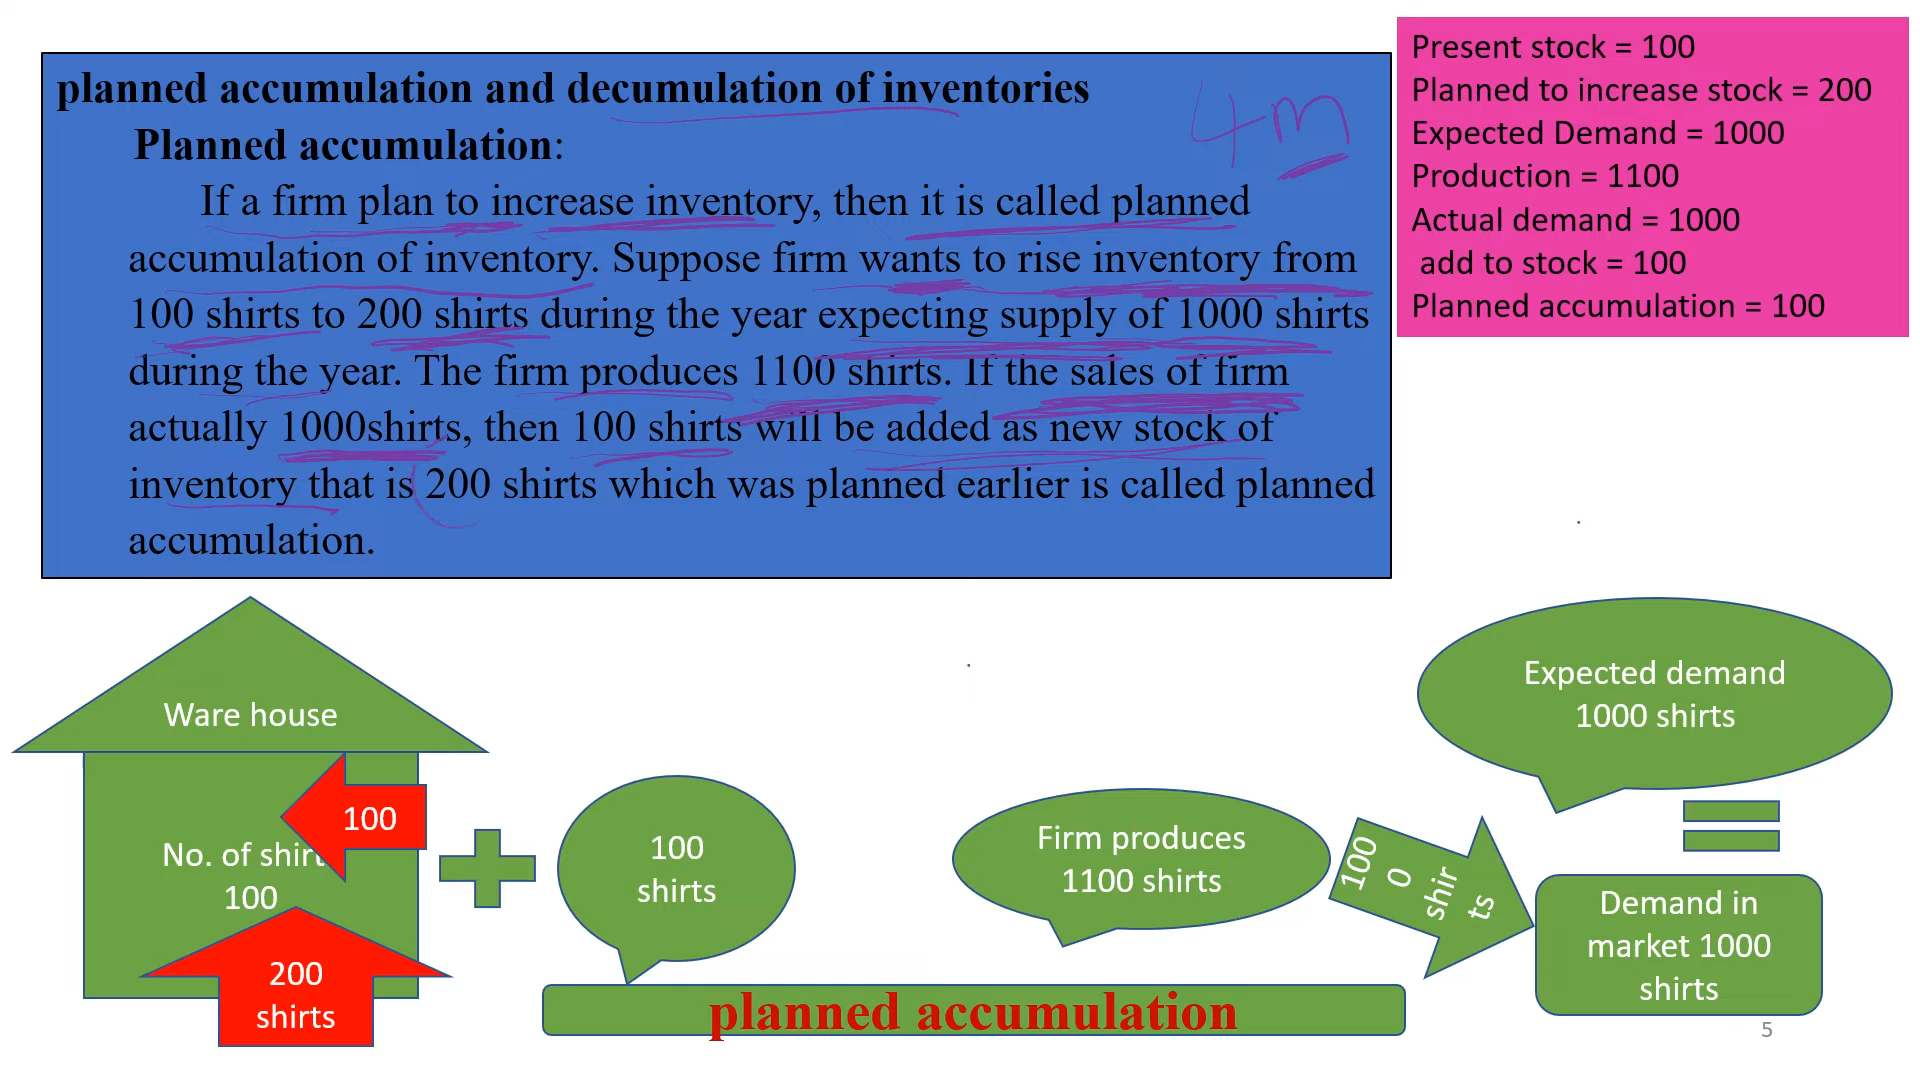 planned accumulation and decumulation of inventories
4m
Planned accumulation:
If a firm plan to increase inventory, then it is called planned
accumulation of inventory. Suppose firm wants to rise inventory from
100 shirts to 200 shirts during the year expecting supply of 1000 shirts
during the year. The firm produces 1100 shirts. If the sales of firm
actually 1000shirts, then 100 shirts will be added as new stock of
inventory that is 200 shirts which was planned earlier is called planned
accumulation.
Present stock = 100
Planned to increase stock = 200
Expected Demand = 1000
Production = 1100
Actual demand = 1000
add to stock = 100
Planned accumulation = 100
Ware house
No. of shirt
100
100
200
shirts
100
shirts
Firm produces
1100 shirts
100
0
shir
ts
Expected demand
1000 shirts
Demand in
market 1000
shirts
planned accumulation
5